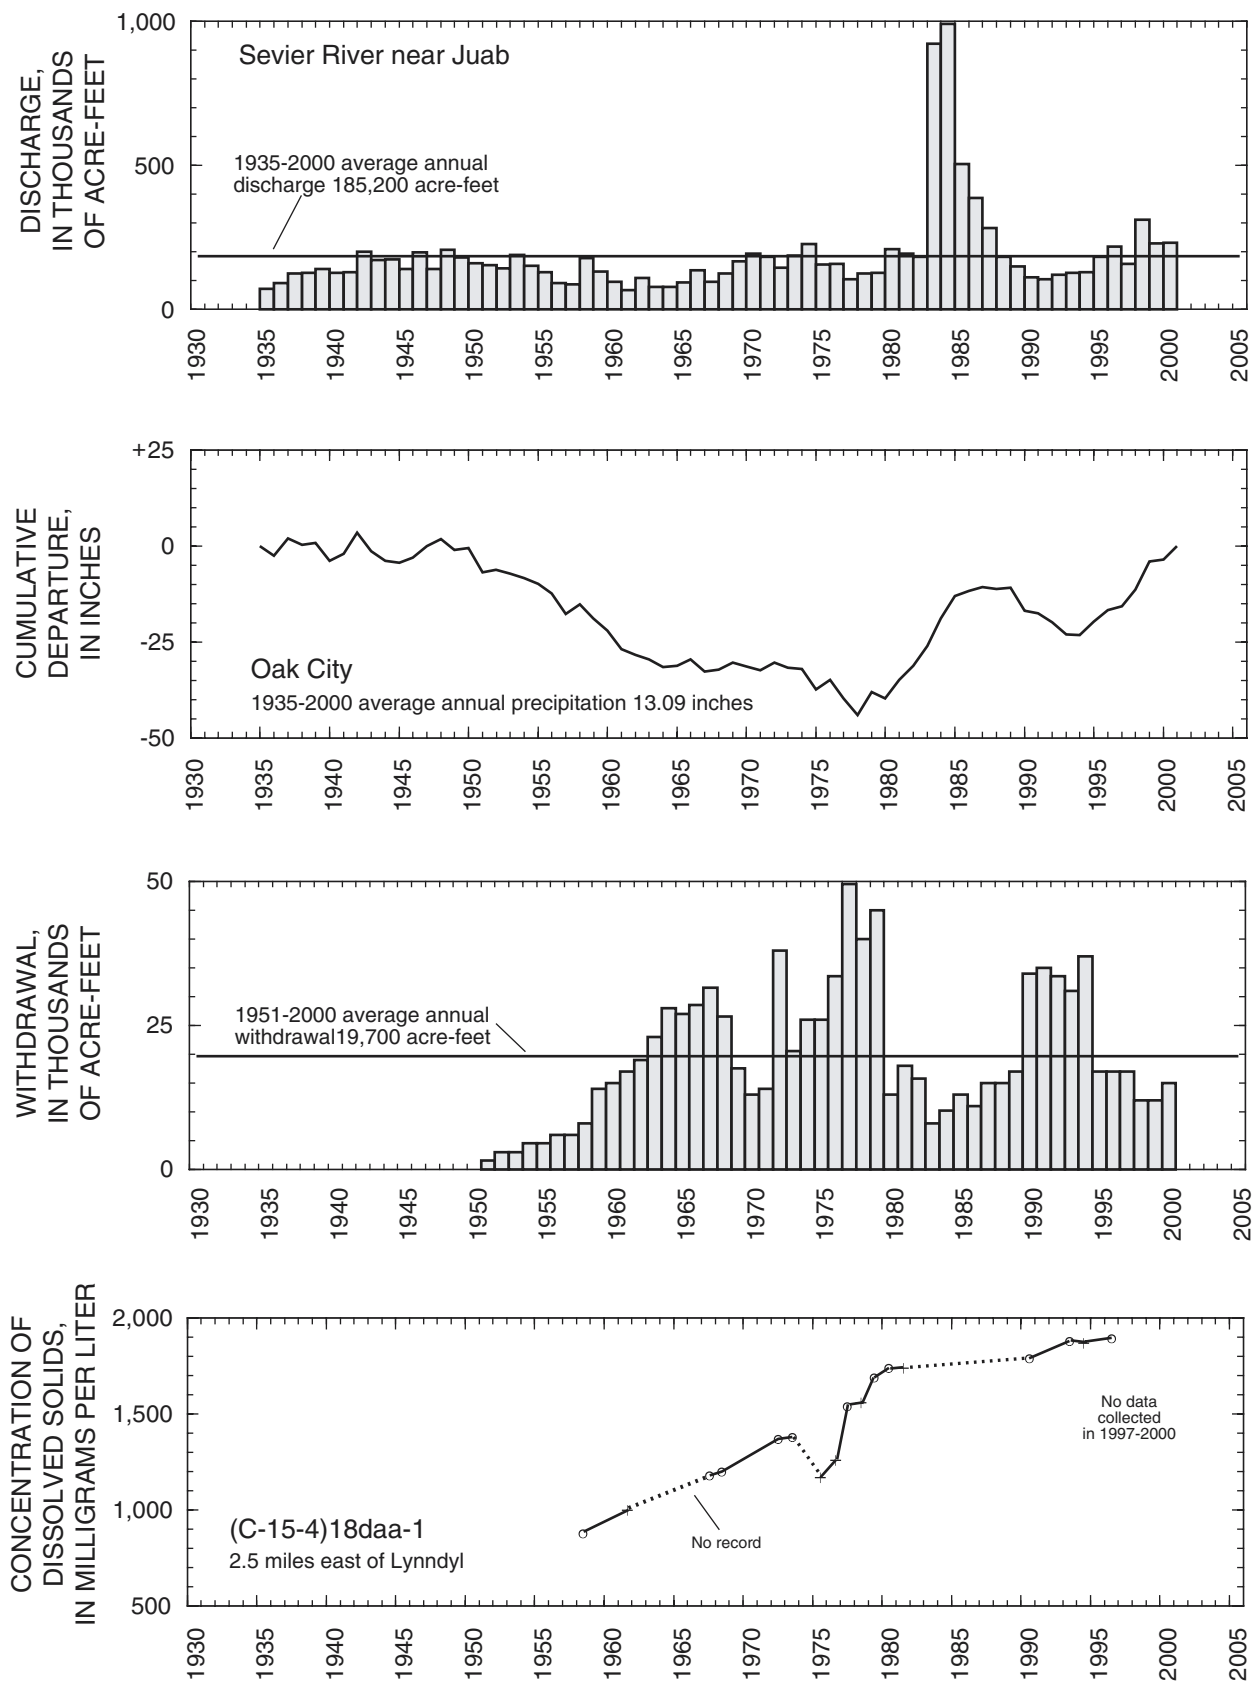 DISCHARGE,
IN THOUSANDS
OF ACRE-FEET
1,000
500
0
Sevier River near Juab
1935-2000 average annual
discharge 185,200 acre-feet
1930 1935 1940 1945 1950 1955 1960 1965 1970 1975 1980 1985 1990 1995 2000 2005
CUMULATIVE
DEPARTURE,
IN INCHES
+25
0
-25
-50
Oak City
1935-2000 average annual precipitation 13.09 inches
1930 1935 1940 1945 1950 1955 1960 1965 1970 1975 1980 1985 1990 1995 2000 2005
WITHDRAWAL,
IN THOUSANDS
OF ACRE-FEET
50
25
0
1951-2000 average annual
withdrawal19,700 acre-feet
1930 1935 1940 1945 1950 1955 1960 1965 1970 1975 1980 1985 1990 1995 2000 2005
CONCENTRATION OF
DISSOLVED SOLIDS,
IN MILLIGRAMS PER LITER
2,000
1,500
1,000
500
No data
collected
in 1997-2000
No record
(C-15-4)18daa-1
2.5 miles east of Lynndyl
1930 1935 1940 1945 1950 1955 1960 1965 1970 1975 1980 1985 1990 1995 2000 2005